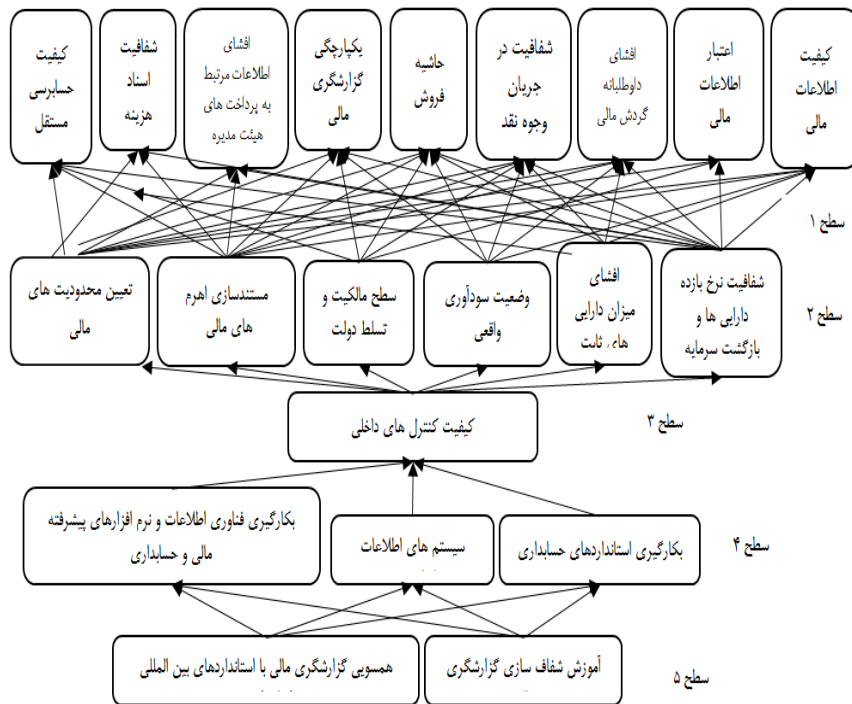 کیفیت
اطلاعات
مالی
اعتبار
اطلاعات
مالی
افشای
داوطلبانه
گردش مالی
شفافیت در
جریان
وجوه نقد
حاشیه
فروش
یکپارچگی
گزارشگری
مالی
افشای
اطلاعات مرتبط
به پرداخت های
هیئت مدیره
شفافیت
اسناد
هزینه
کیفیت
حسابرسی
مستقل
سطح ۱
شفافیت نرخ بازده
دارایی ها و
بازگشت سرمایه
افشای
میزان دارایی
های ثابت
وضعیت سودآوری
واقعی
سطح مالکیت و
تسلط دولت
مستندسازی اهرم
های مالی
تعیین محدودیت های
مالی
سطح ۲
کیفیت کنترل های داخلی
سطح ۳
بکارگیری استانداردهای حسابداری
سیستم های اطلاعات
بکارگیری فناوری اطلاعات و نرم افزارهای پیشرفته
مالی و حسابداری
سطح ۴
آموزش شفاف سازی گزارشگری
همسویی گزارشگری مالی با استانداردهای بین المللی
سطح ۵